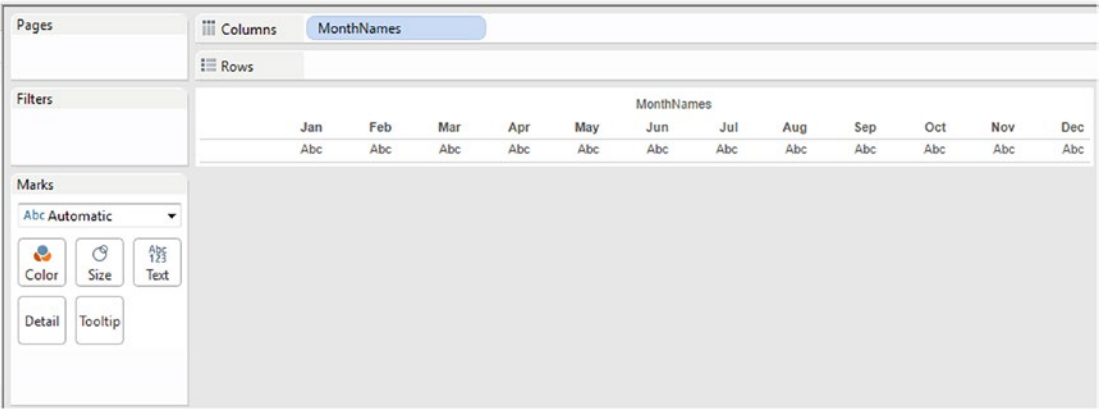 Pages
Columns MonthNames
Rows
Filters
MonthNames
Jan Feb Mar Apr May Jun Jul Aug Sep Oct Nov Dec
Abc Abc Abc Abc Abc Abc Abc Abc Abc Abc Abc Abc
Marks
Abc Automatic
Abc
123
Color Size Text
Detail Tooltip